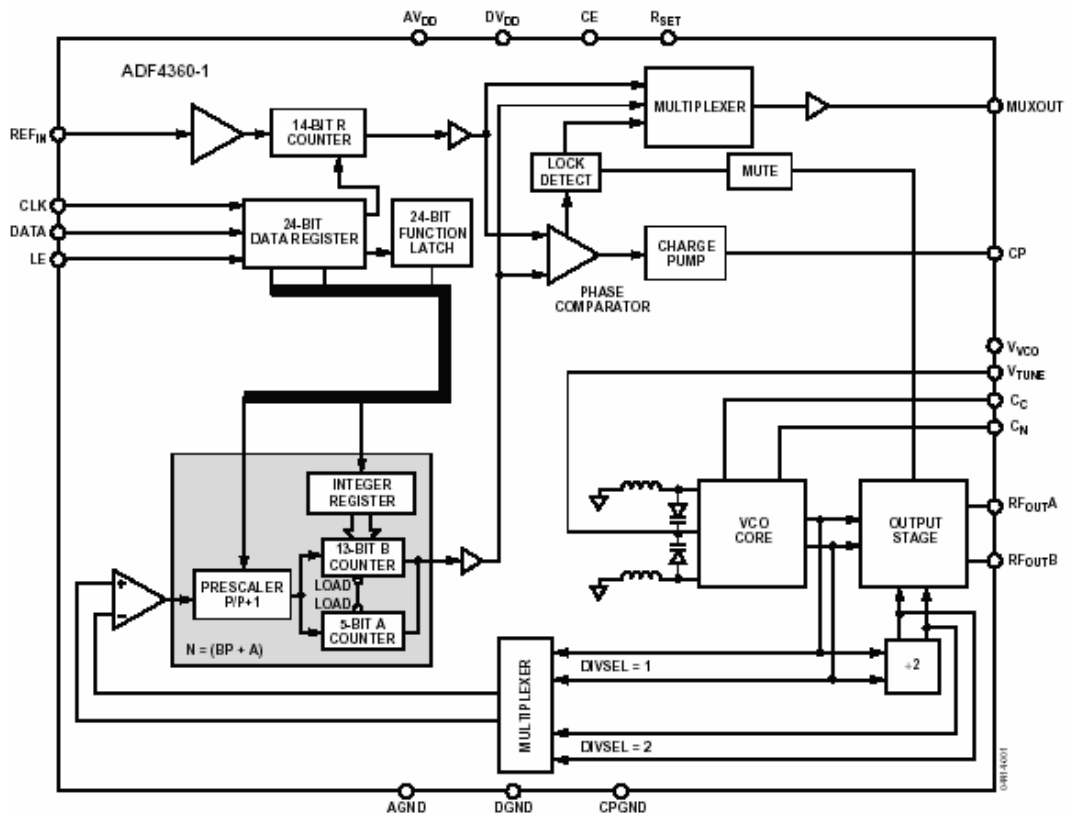 AVDD DVDD CE RSET
ADF4360-1
MULTIPLEXER
MUXOUT
REFIN
14-BIT R
COUNTER
LOCK
DETECT
MUTE
CLK
DATA
LE
24-BIT
DATA REGISTER
24-BIT
FUNCTION
LATCH
CHARGE
PUMP
CP
PHASE
COMPARATOR
VVCO
VTUNE
CC
CN
INTEGER
REGISTER
13-BIT B
COUNTER
VCO
CORE
OUTPUT
STAGE
RFOUTA
RFOUTB
+
−
PRESCALER
P/P+1
LOAD
LOAD
5-BIT A
COUNTER
N = (BP + A)
MULTIPLEXER
DIVSEL = 1
÷2
DIVSEL = 2
04414-001
AGND DGND CPGND